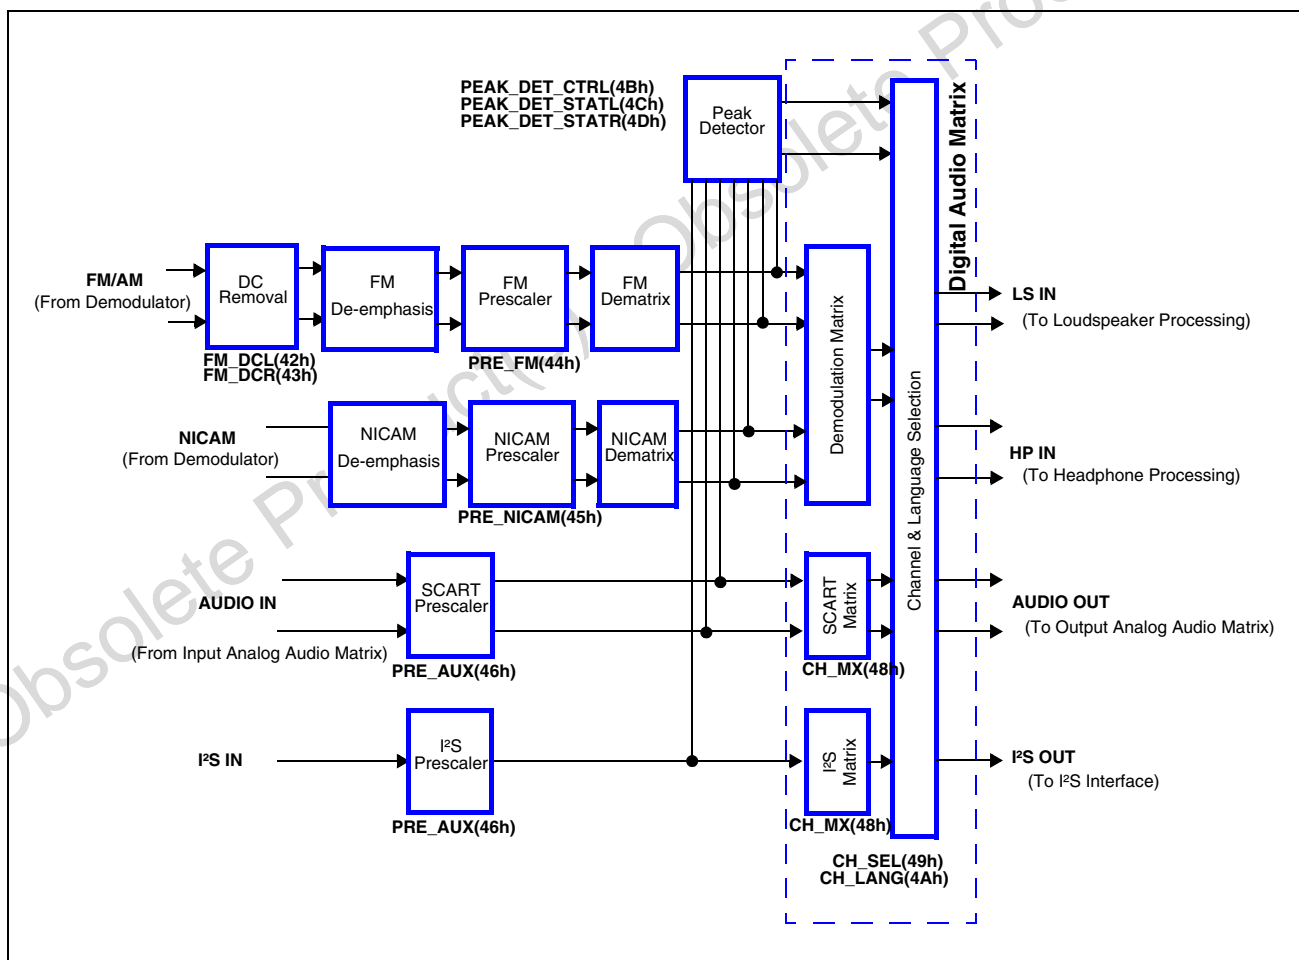 PEAK_DET_CTRL(4Bh)
PEAK_DET_STATL(4Ch)
PEAK_DET_STATR(4Dh)
Peak
Detector
Digital Audio Matrix
FM/AM
(From Demodulator)
DC
Removal
FM_DCL(42h)
FM_DCR(43h)
FM
De-emphasis
FM
Prescaler
PRE_FM(44h)
FM
Dematrix
Demodulation Matrix
Channel & Language Selection
LS IN
(To Loudspeaker Processing)
NICAM
(From Demodulator)
NICAM
De-emphasis
NICAM
Prescaler
PRE_NICAM(45h)
NICAM
Dematrix
HP IN
(To Headphone Processing)
AUDIO IN
(From Input Analog Audio Matrix)
SCART
Prescaler
PRE_AUX(46h)
SCART
Matrix
CH_MX(48h)
AUDIO OUT
(To Output Analog Audio Matrix)
I²S IN
I²S
Prescaler
PRE_AUX(46h)
I²S
Matrix
CH_MX(48h)
I²S OUT
(To I²S Interface)
CH_SEL(49h)
CH_LANG(4Ah)
Obsolete Product(s) - Obsolete Pro